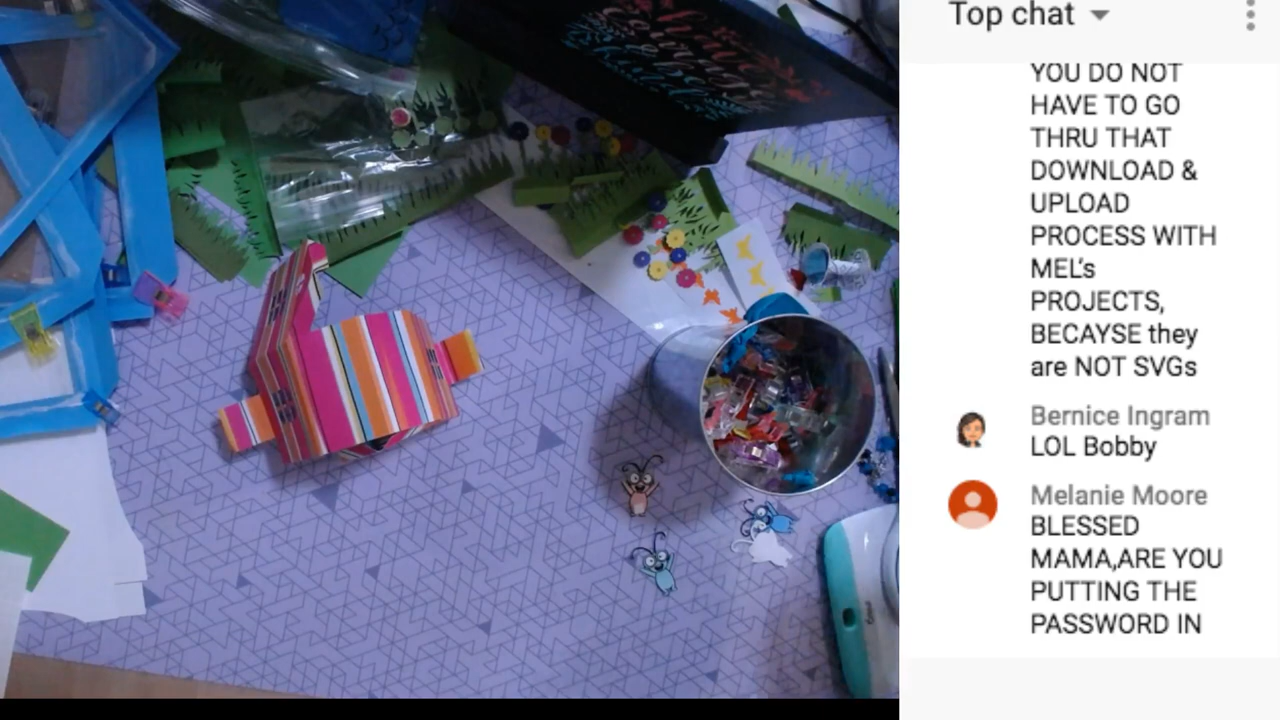 Top chat
YOU DO NOT
HAVE TO GO
THRU THAT
DOWNLOAD &
UPLOAD
PROCESS WITH
MEL's
PROJECTS,
BECAYSE they
are NOT SVGs
Bernice Ingram
LOL Bobby
Melanie Moore
BLESSED
MAMA,ARE YOU
PUTTING THE
PASSWORD IN